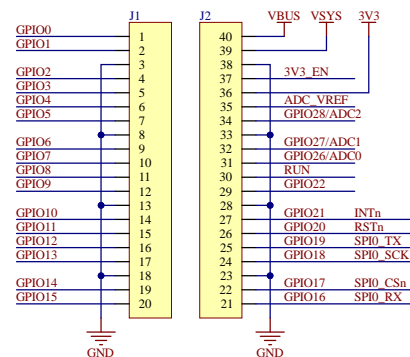 J1 J2 VBUS VSYS 3V3
GPIO0 1 40
GPIO1 2 39
3 38
GPIO2 4 37 3V3_EN
GPIO3 5 36
GPIO4 6 35 ADC_VREF
GPIO5 7 34 GPIO28/ADC2
8 33
GPIO6 9 32 GPIO27/ADC1
GPIO7 10 31 GPIO26/ADC0
GPIO8 11 30 RUN
GPIO9 12 29 GPIO22
13 28
GPIO10 14 27 GPIO21 INTn
GPIO11 15 26 GPIO20 RSTn
GPIO12 16 25 GPIO19 SPI0_TX
GPIO13 17 24 GPIO18 SPI0_SCK
18 23
GPIO14 19 22 GPIO17 SPI0_CSn
GPIO15 20 21 GPIO16 SPI0_RX
GND GND